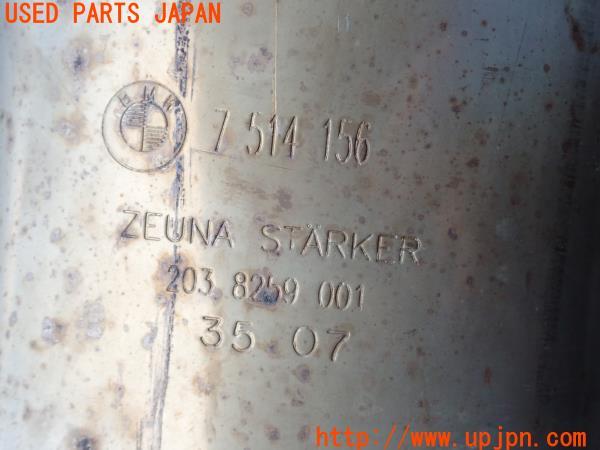 USED PARTS JAPAN
BMW
7 514 156
ZEUNA STÄRKER
203 8259 001
35 07
http://www.upjpn.com